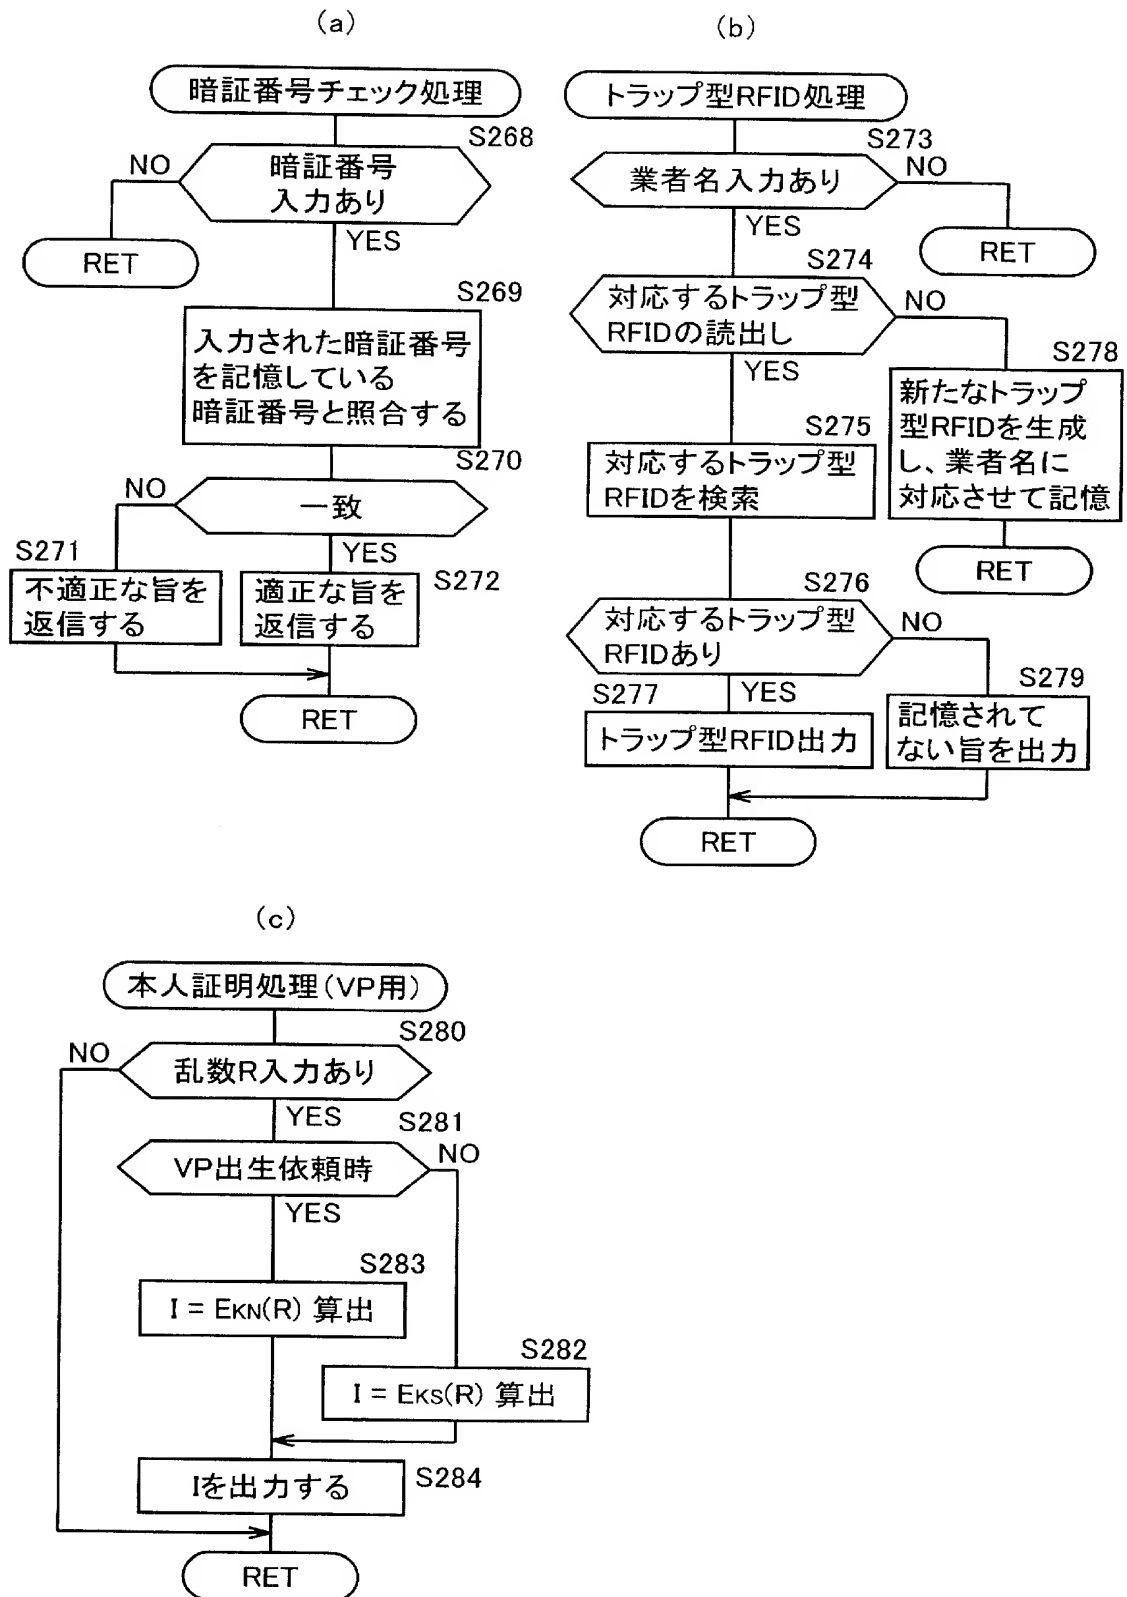 (a)
暗証番号チェック処理
S268
暗証番号
入力あり
NO
YES
RET
S269
入力された暗証番号
を記憶している
暗証番号と照合する
S270
一致
NO
YES
S271
不適正な旨を
返信する
S272
適正な旨を
返信する
RET
(b)
トラップ型RFID処理
S273
業者名入力あり
NO
YES
RET
S274
対応するトラップ型
RFIDの読出し
NO
YES
S278
新たなトラップ
型RFIDを生成
し、業者名に
対応させて記憶
RET
S275
対応するトラップ型
RFIDを検索
S276
対応するトラップ型
RFIDあり
NO
YES
S277
トラップ型RFID出力
S279
記憶されて
ない旨を出力
RET
(c)
本人証明処理(VP用)
S280
乱数R入力あり
NO
YES
S281
VP出生依頼時
NO
YES
S283
I = EKN(R) 算出
S282
I = EKS(R) 算出
S284
Iを出力する
RET